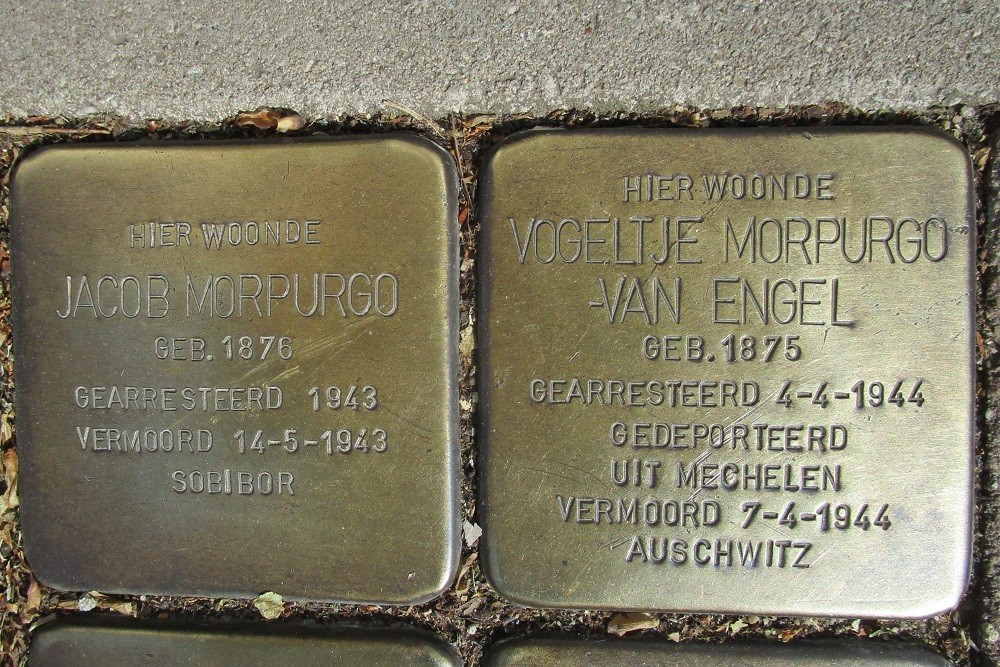 HIER WOONDE
JACOB MORPURGO
GEB. 1876
GEARRESTEERD 1943
VERMOORD 14-5-1943
SOBIBOR
HIER WOONDE
VOGELTJE MORPURGO
-VAN ENGEL
GEB. 1875
GEARRESTEERD 4-4-1944
GEDEPORTEERD
UIT MECHELEN
VERMOORD 7-4-1944
AUSCHWITZ